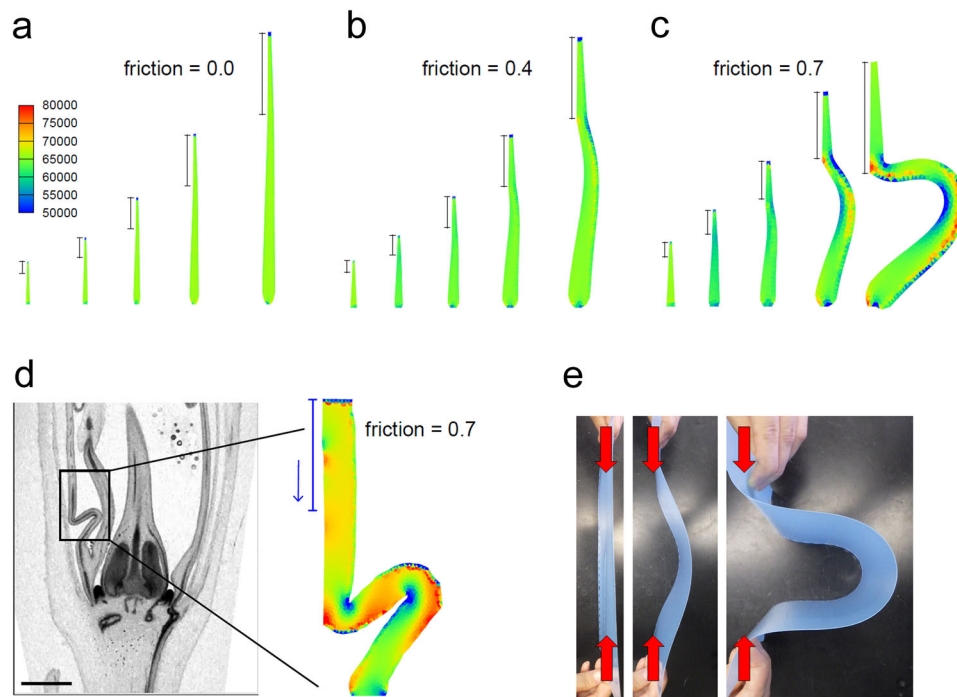 a
b
c
friction = 0.0
friction = 0.4
friction = 0.7
80000
75000
70000
65000
60000
55000
50000
d
e
friction = 0.7